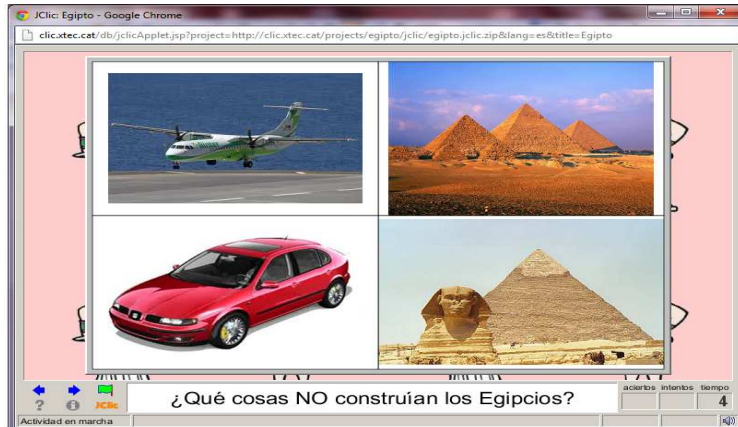 JClic: Egipto - Google Chrome
clic.xtec.cat/db/jclicApplet.jsp?project=http://clic.xtec.cat/projects/egipto/jclic/egipto.jclic.zip&lang=es&title=Egipto
¿Qué cosas NO construían los Egipcios?
aciertos intentos tiempo
4
JClic
Actividad en marcha